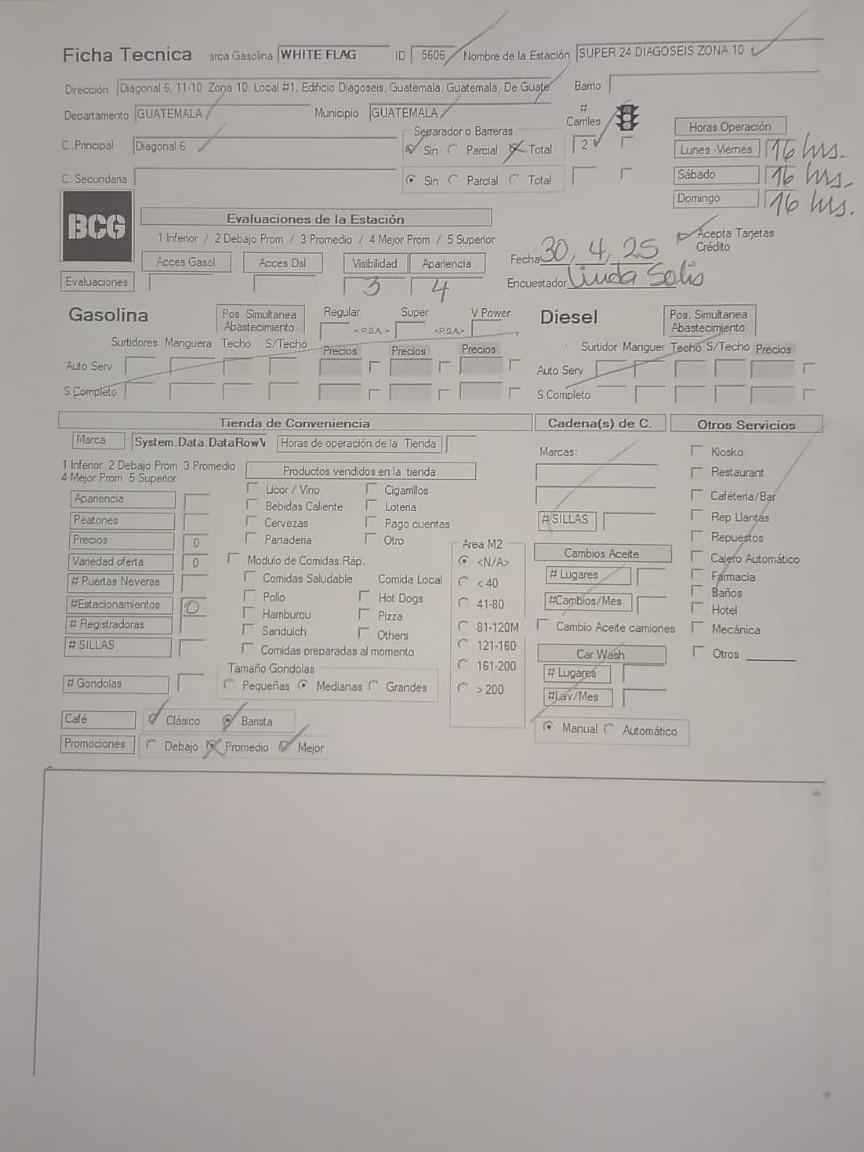 Ficha Tecnica arca Gasolina WHITE FLAG ID 5606 Nombre de la Estación SUPER 24 DIAGOSEIS ZONA 10
Dirección Diagonal 6, 11-10 Zona 10, Local #1, Edificio Diagoseis, Guatemala, Guatemala, De Guate Barrio
Departamento GUATEMALA Municipio GUATEMALA # Carriles
C. Principal Diagonal 6 Separador o Barreras Sin Parcial Total 2
Horas Operación
Lunes -Viernes 16 hrs.
C. Secundaria Sin Parcial Total
Sábado 16 hrs.
Domingo 16 hrs.
BCG
Evaluaciones de la Estación
1 Inferior / 2 Debajo Prom / 3 Promedio / 4 Mejor Prom / 5 Superior
Acepta Tarjetas Crédito
Acces Gasol Acces Dsl Visibilidad Apariencia
Fecha 30, 4, 25
Evaluaciones 3 4
Encuestador Linda Solis
Gasolina Pos. Simultanea Abastecimiento Regular Super V Power
<.P.S.A.> <.P.S.A.>
Surtidores Manguera Techo S/Techo Precios Precios Precios
Auto Serv
S Completo
Diesel Pos. Simultanea Abastecimiento
Surtidor Manguer Techo S/Techo Precios
Auto Serv
S Completo
Tienda de Conveniencia
Marca System.Data.DataRowV Horas de operación de la Tienda
1 Inferior 2 Debajo Prom 3 Promedio
4 Mejor Prom 5 Superior
Apariencia
Peatones
Precios 0
Variedad oferta 0
# Puertas Neveras
#Estacionamientos 0
# Registradoras
# SILLAS
# Gondolas
Productos vendidos en la tienda
Licor / Vino Cigarrillos
Bebidas Caliente Loteria
Cervezas Pago cuentas
Panaderia Otro
Modulo de Comidas Ráp.
Comidas Saludable Comida Local
Pollo Hot Dogs
Hamburgu Pizza
Sanduich Others
Comidas preparadas al momento
Tamaño Gondolas
Pequeñas Medianas Grandes
Area M2
<N/A>
< 40
41-80
81-120M
121-160
161-200
> 200
Café Clásico Barista
Promociones Debajo Promedio Mejor
Cadena(s) de C.
Marcas:
# SILLAS
Cambios Aceite
# Lugares
#Cambios/Mes
Cambio Aceite camiones
Car Wash
# Lugares
#Lav/Mes
Manual Automático
Otros Servicios
Kiosko
Restaurant
Cafétería/Bar
Rep Llantas
Repuestos
Cajero Automático
Farmacia
Baños
Hotel
Mecánica
Otros